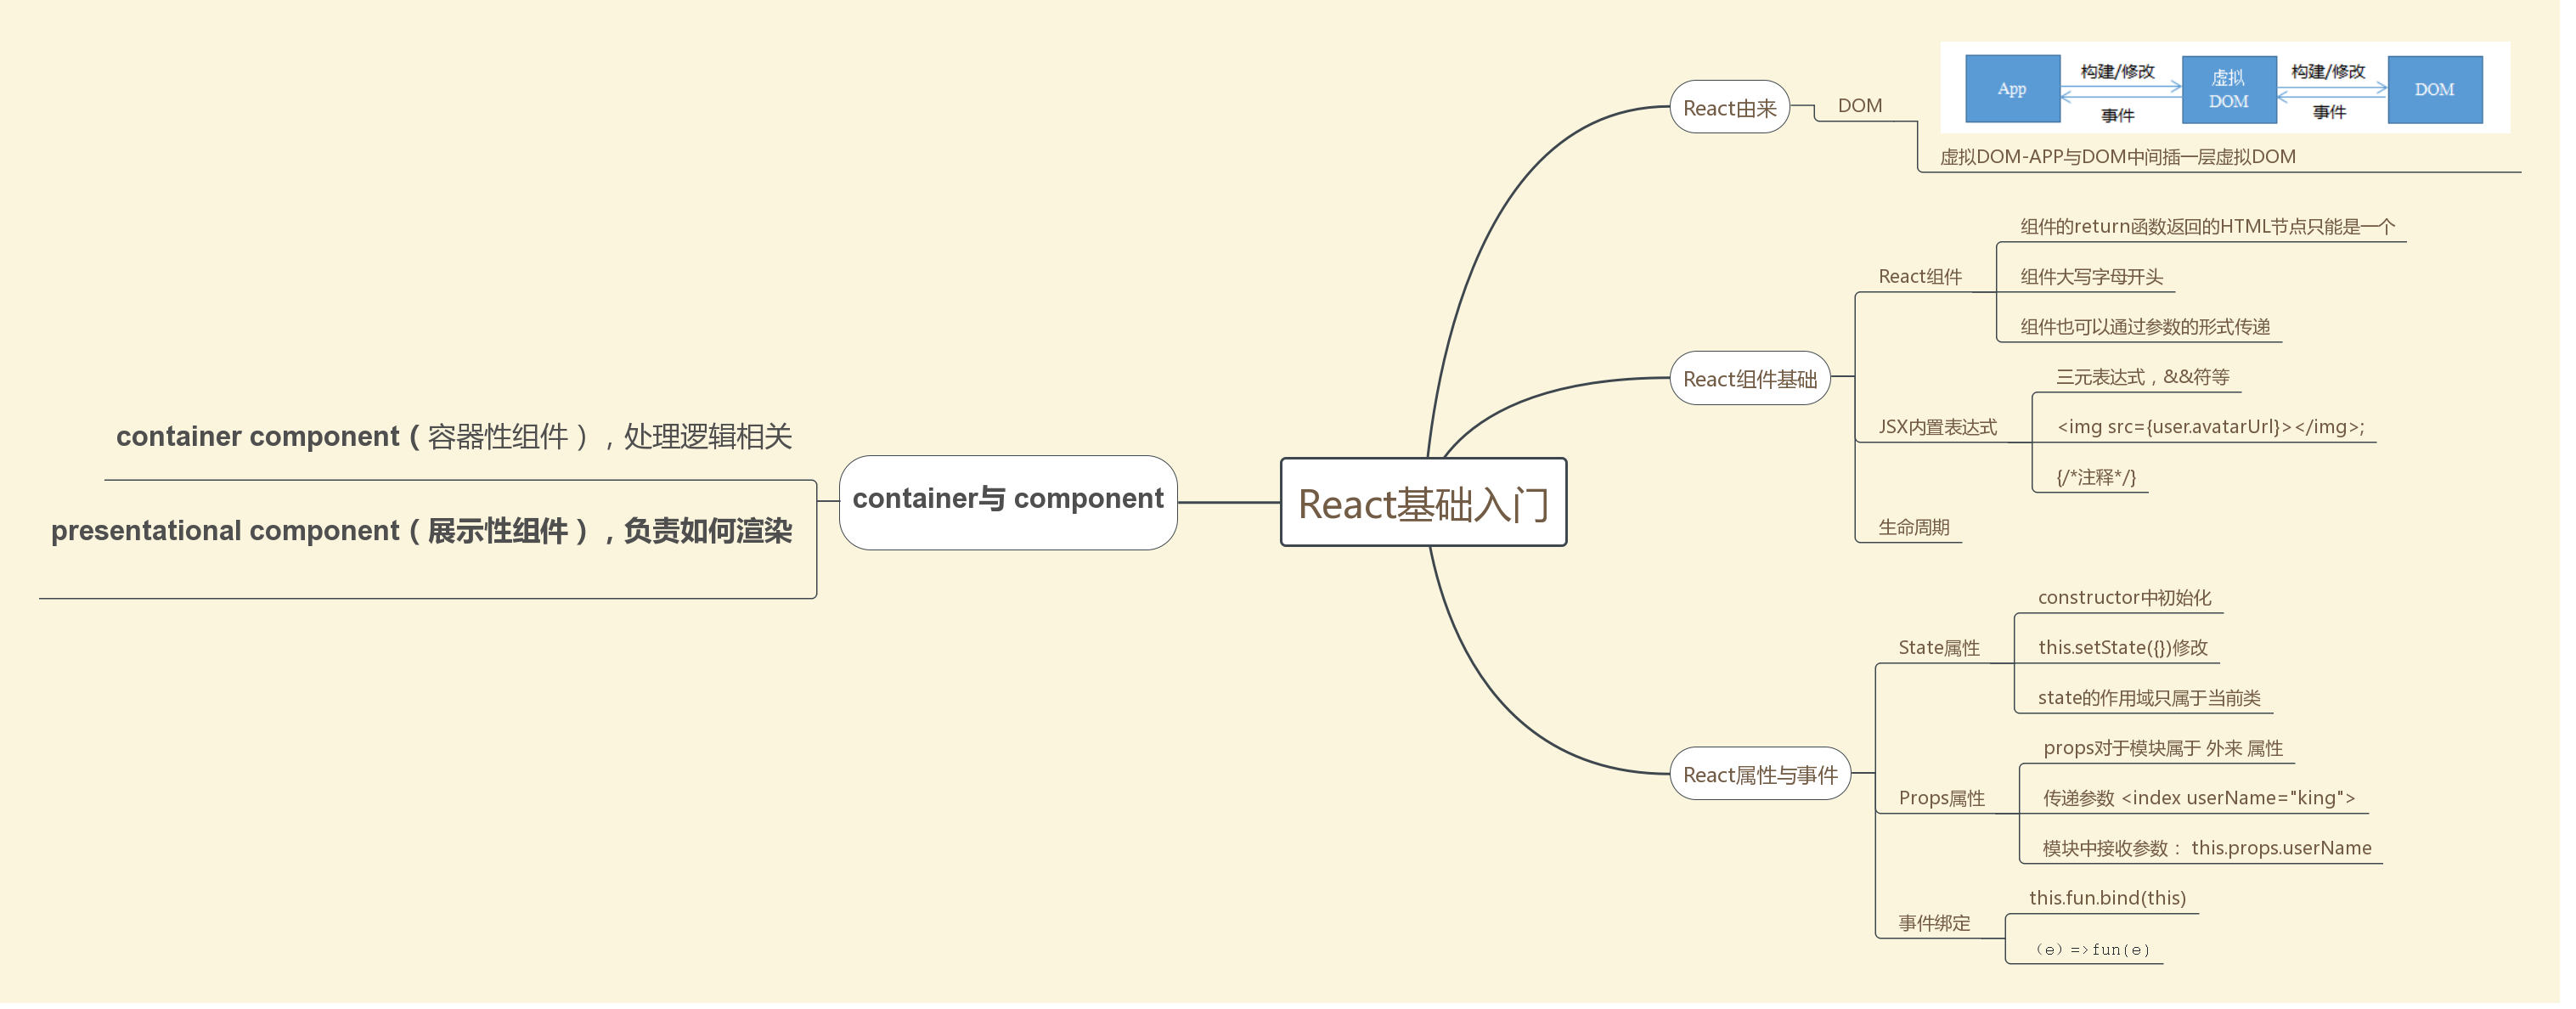 React基础入门
React由来
DOM
App
构建/修改
事件
虚拟
DOM
构建/修改
事件
DOM
虚拟DOM-APP与DOM中间插一层虚拟DOM
React组件基础
React组件
组件的return函数返回的HTML节点只能是一个
组件大写字母开头
组件也可以通过参数的形式传递
JSX内置表达式
三元表达式，&&符等
<img src={user.avatarUrl}></img>;
{/*注释*/}
生命周期
React属性与事件
State属性
constructor中初始化
this.setState({})修改
state的作用域只属于当前类
Props属性
props对于模块属于 外来 属性
传递参数 <index userName="king">
模块中接收参数： this.props.userName
事件绑定
this.fun.bind(this)
（e）=>fun(e)
container与 component
container component（容器性组件），处理逻辑相关
presentational component（展示性组件），负责如何渲染